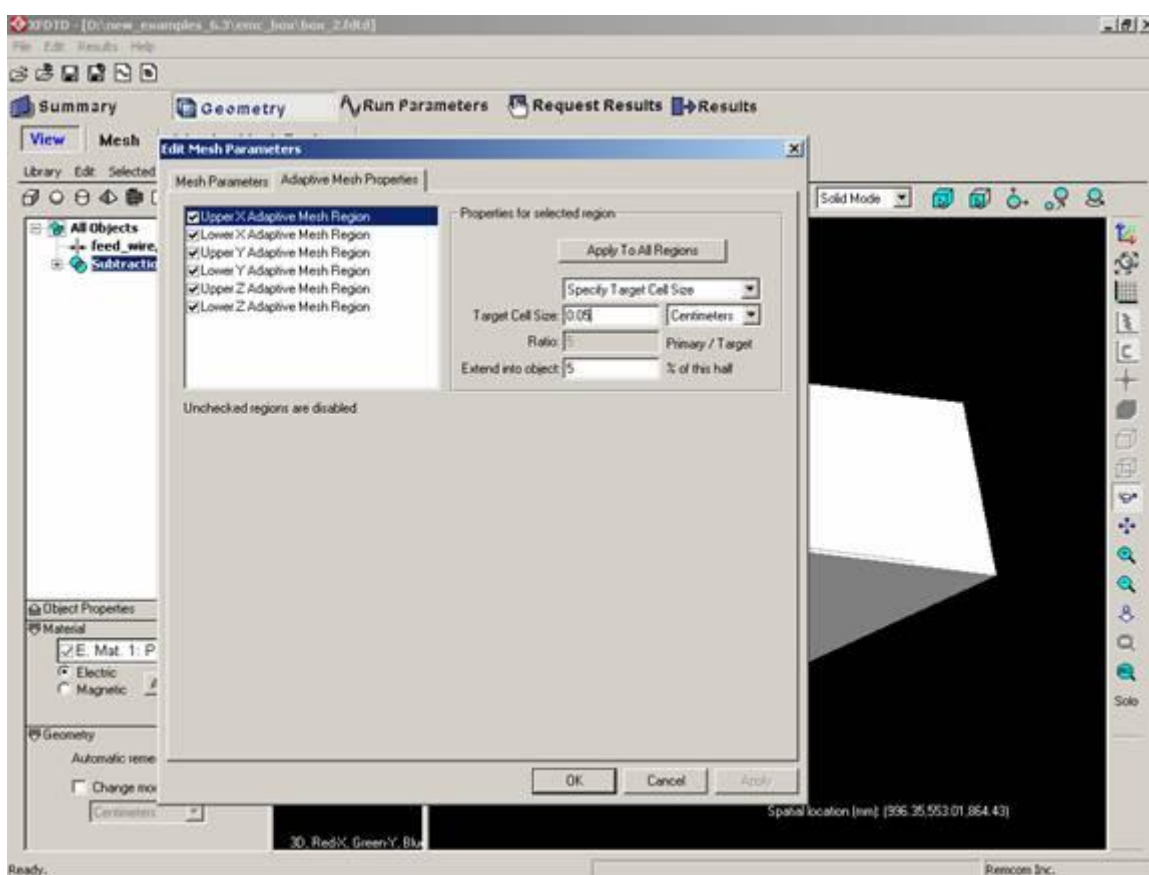 XFDTD - [D:\new_examples_6.3\emc_box\box_2.fdtd]
File Edit Results Help
Summary Geometry Run Parameters Request Results Results
View Mesh
Edit Mesh Parameters
Library Edit Selected
Mesh Parameters Adaptive Mesh Properties
Solid Mode
All Objects
feed_wire,
Subtractio
Upper X Adaptive Mesh Region
Lower X Adaptive Mesh Region
Upper Y Adaptive Mesh Region
Lower Y Adaptive Mesh Region
Upper Z Adaptive Mesh Region
Lower Z Adaptive Mesh Region
Properties for selected region
Apply To All Regions
Specify Target Cell Size
Target Cell Size: 0.05 Centimeters
Ratio: 5 Primary / Target
Extend into object: 5 % of this half
Unchecked regions are disabled
Object Properties
Material
E. Mat. 1: P
Electric
Magnetic
Solo
Geometry
Automatic reme
Change mo
Centimeters
OK Cancel Apply
Spatial location (mm): (996.35,553.01,864.43)
3D, Red-X, Green-Y, Blu
Ready.
Remcom Inc.